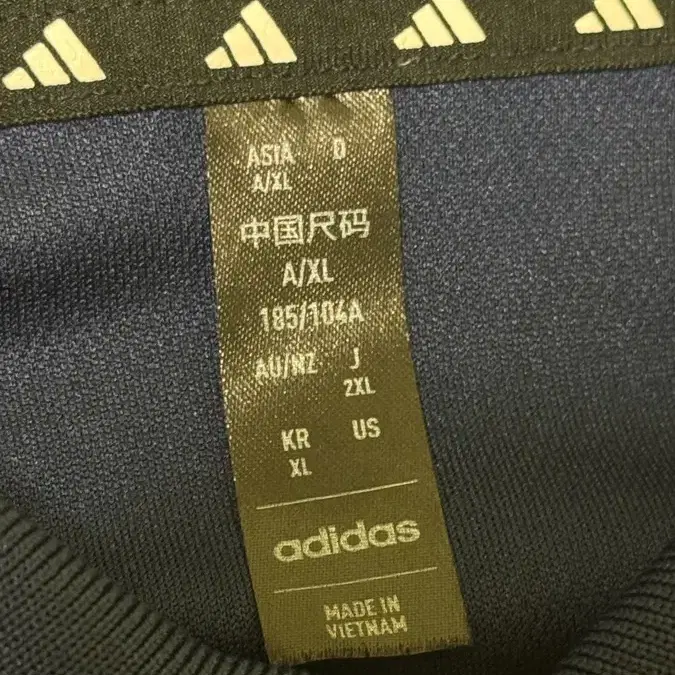 ASIA / D
A/XL
中国尺码
A/XL
185/104A
AU/NZ J
2XL
KR US
XL
adidas
MADE IN
VIETNAM